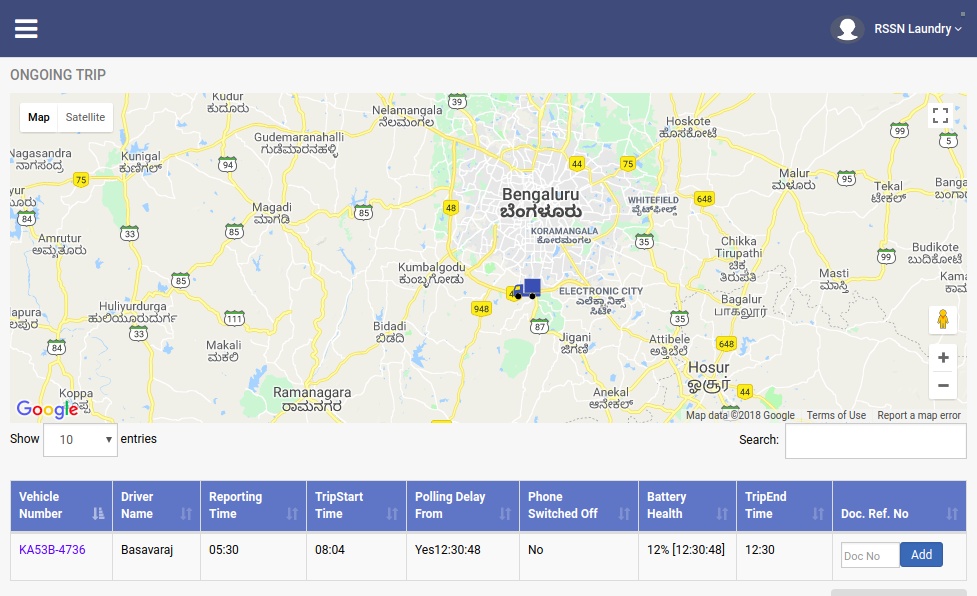 RSSN Laundry
ONGOING TRIP
Map
Satellite
Kudur
ಕುದೂರು
Nelamangala
ನೆಲಮಂಗಲ
39
Hoskote
ಹೊಸಕೋಟೆ
99
5
Gudemaranahalli
ಗುಡೆಮಾರನಹಳ್ಳಿ
Nagasandra
ನಾಗಸಂದ್ರ
Kunigal
ಕುಣಿಗಲ್
94
44
75
75
Malur
ಮಾಲೂರು
95
Tekal
ಟೇಕಲ್
Bengaluru
ಬೆಂಗಳೂರು
WHITEFIELD
ವೈಟ್‌ಫೀಲ್ಡ್
648
Magadi
ಮಾಗಡಿ
85
48
84
33
85
KORAMANGALA
ಕೋರಮಂಗಲ
35
Amrutur
ಅಮೃತೂರು
Chikka
Tirupathi
ಚಿಕ್ಕ
ತಿರುಪತಿ
99
Budikote
ಬುದಿಕೋಟೆ
Kumbalgodu
ಕುಂಬ್ಳಗೋಡು
85
Masti
ಮಾಸ್ತಿ
ELECTRONIC CITY
ಎಲೆಕ್ಟ್ರಾನಿಕ್ಸ್
ಸಿಟೀ
Bagalur
ಬಾಗಲೂರ್
Huliyurdurga
ಹುಲಿಯೂರುದುರ್ಗ
948
111
33
87
35
Bidadi
ಬಿಡದಿ
Jigani
ಜಿಗಣಿ
Attibele
ಅತ್ತಿಬೆಲೆ
648
84
Makali
ಮಕಲಿ
Hosur
ஓசூர்
Koppa
Ramanagara
ರಾಮನಗರ
Anekal
ಆನೇಕಲ್
44
Google
Map data ©2018 Google
Terms of Use
Report a map error
Show 10 entries
Search:
Vehicle Number
Driver Name
Reporting Time
TripStart Time
Polling Delay From
Phone Switched Off
Battery Health
TripEnd Time
Doc. Ref. No
KA53B-4736
Basavaraj
05:30
08:04
Yes12:30:48
No
12% [12:30:48]
12:30
Doc No
Add